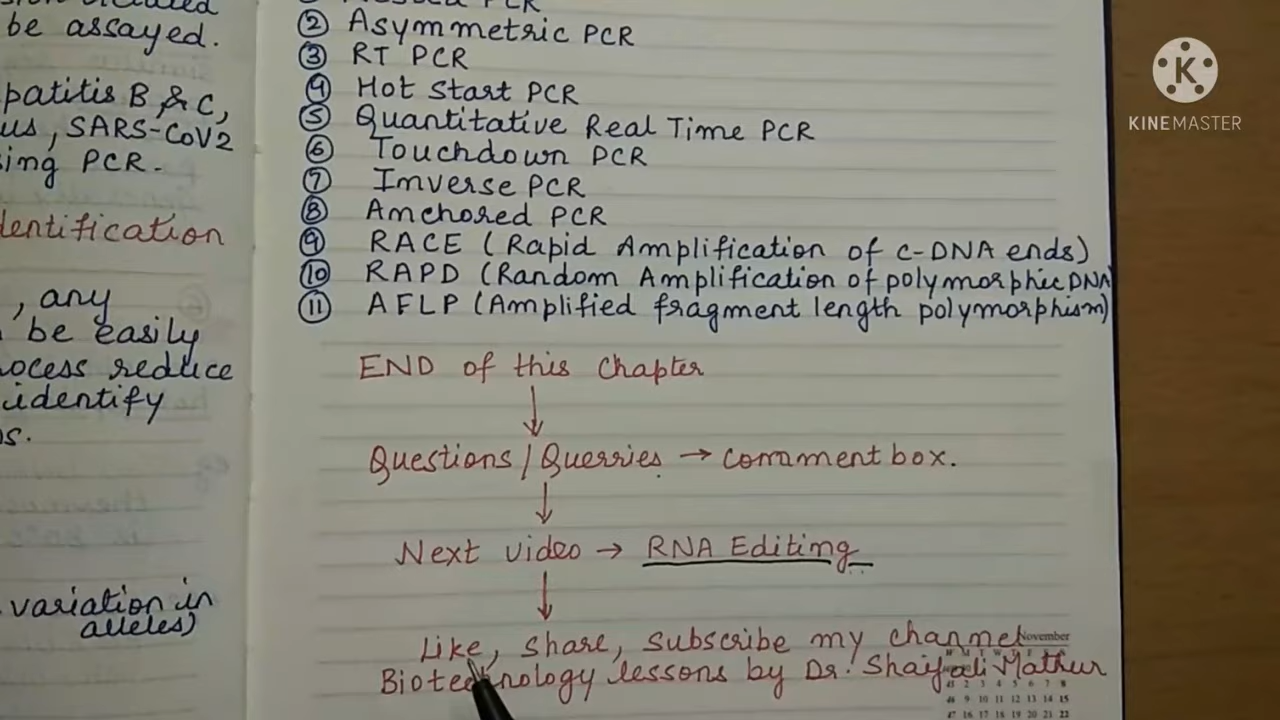 be assayed.
patitis B & C,
us, SARS-CoV2
sing PCR.
dentification
, any
be easily
ocess reduce
identify
variation in
alleles)
PCR
② Asymmetric PCR
③ RT PCR
④ Hot Start PCR
⑤ Quantitative Real Time PCR
⑥ Touchdown PCR
⑦ Inverse PCR
⑧ Anchored PCR
⑨ RACE (Rapid Amplification of c-DNA ends)
⑩ RAPD (Random Amplification of polymorphic DNA
⑪ AFLP (Amplified fragment length polymorphism)
END of this Chapter
Questions / Querries → comment box.
Next video → RNA Editing
Like, share, subscribe my channel
Biotechnology lessons by Dr. Shaifali Mathur
November
K
KINEMASTER